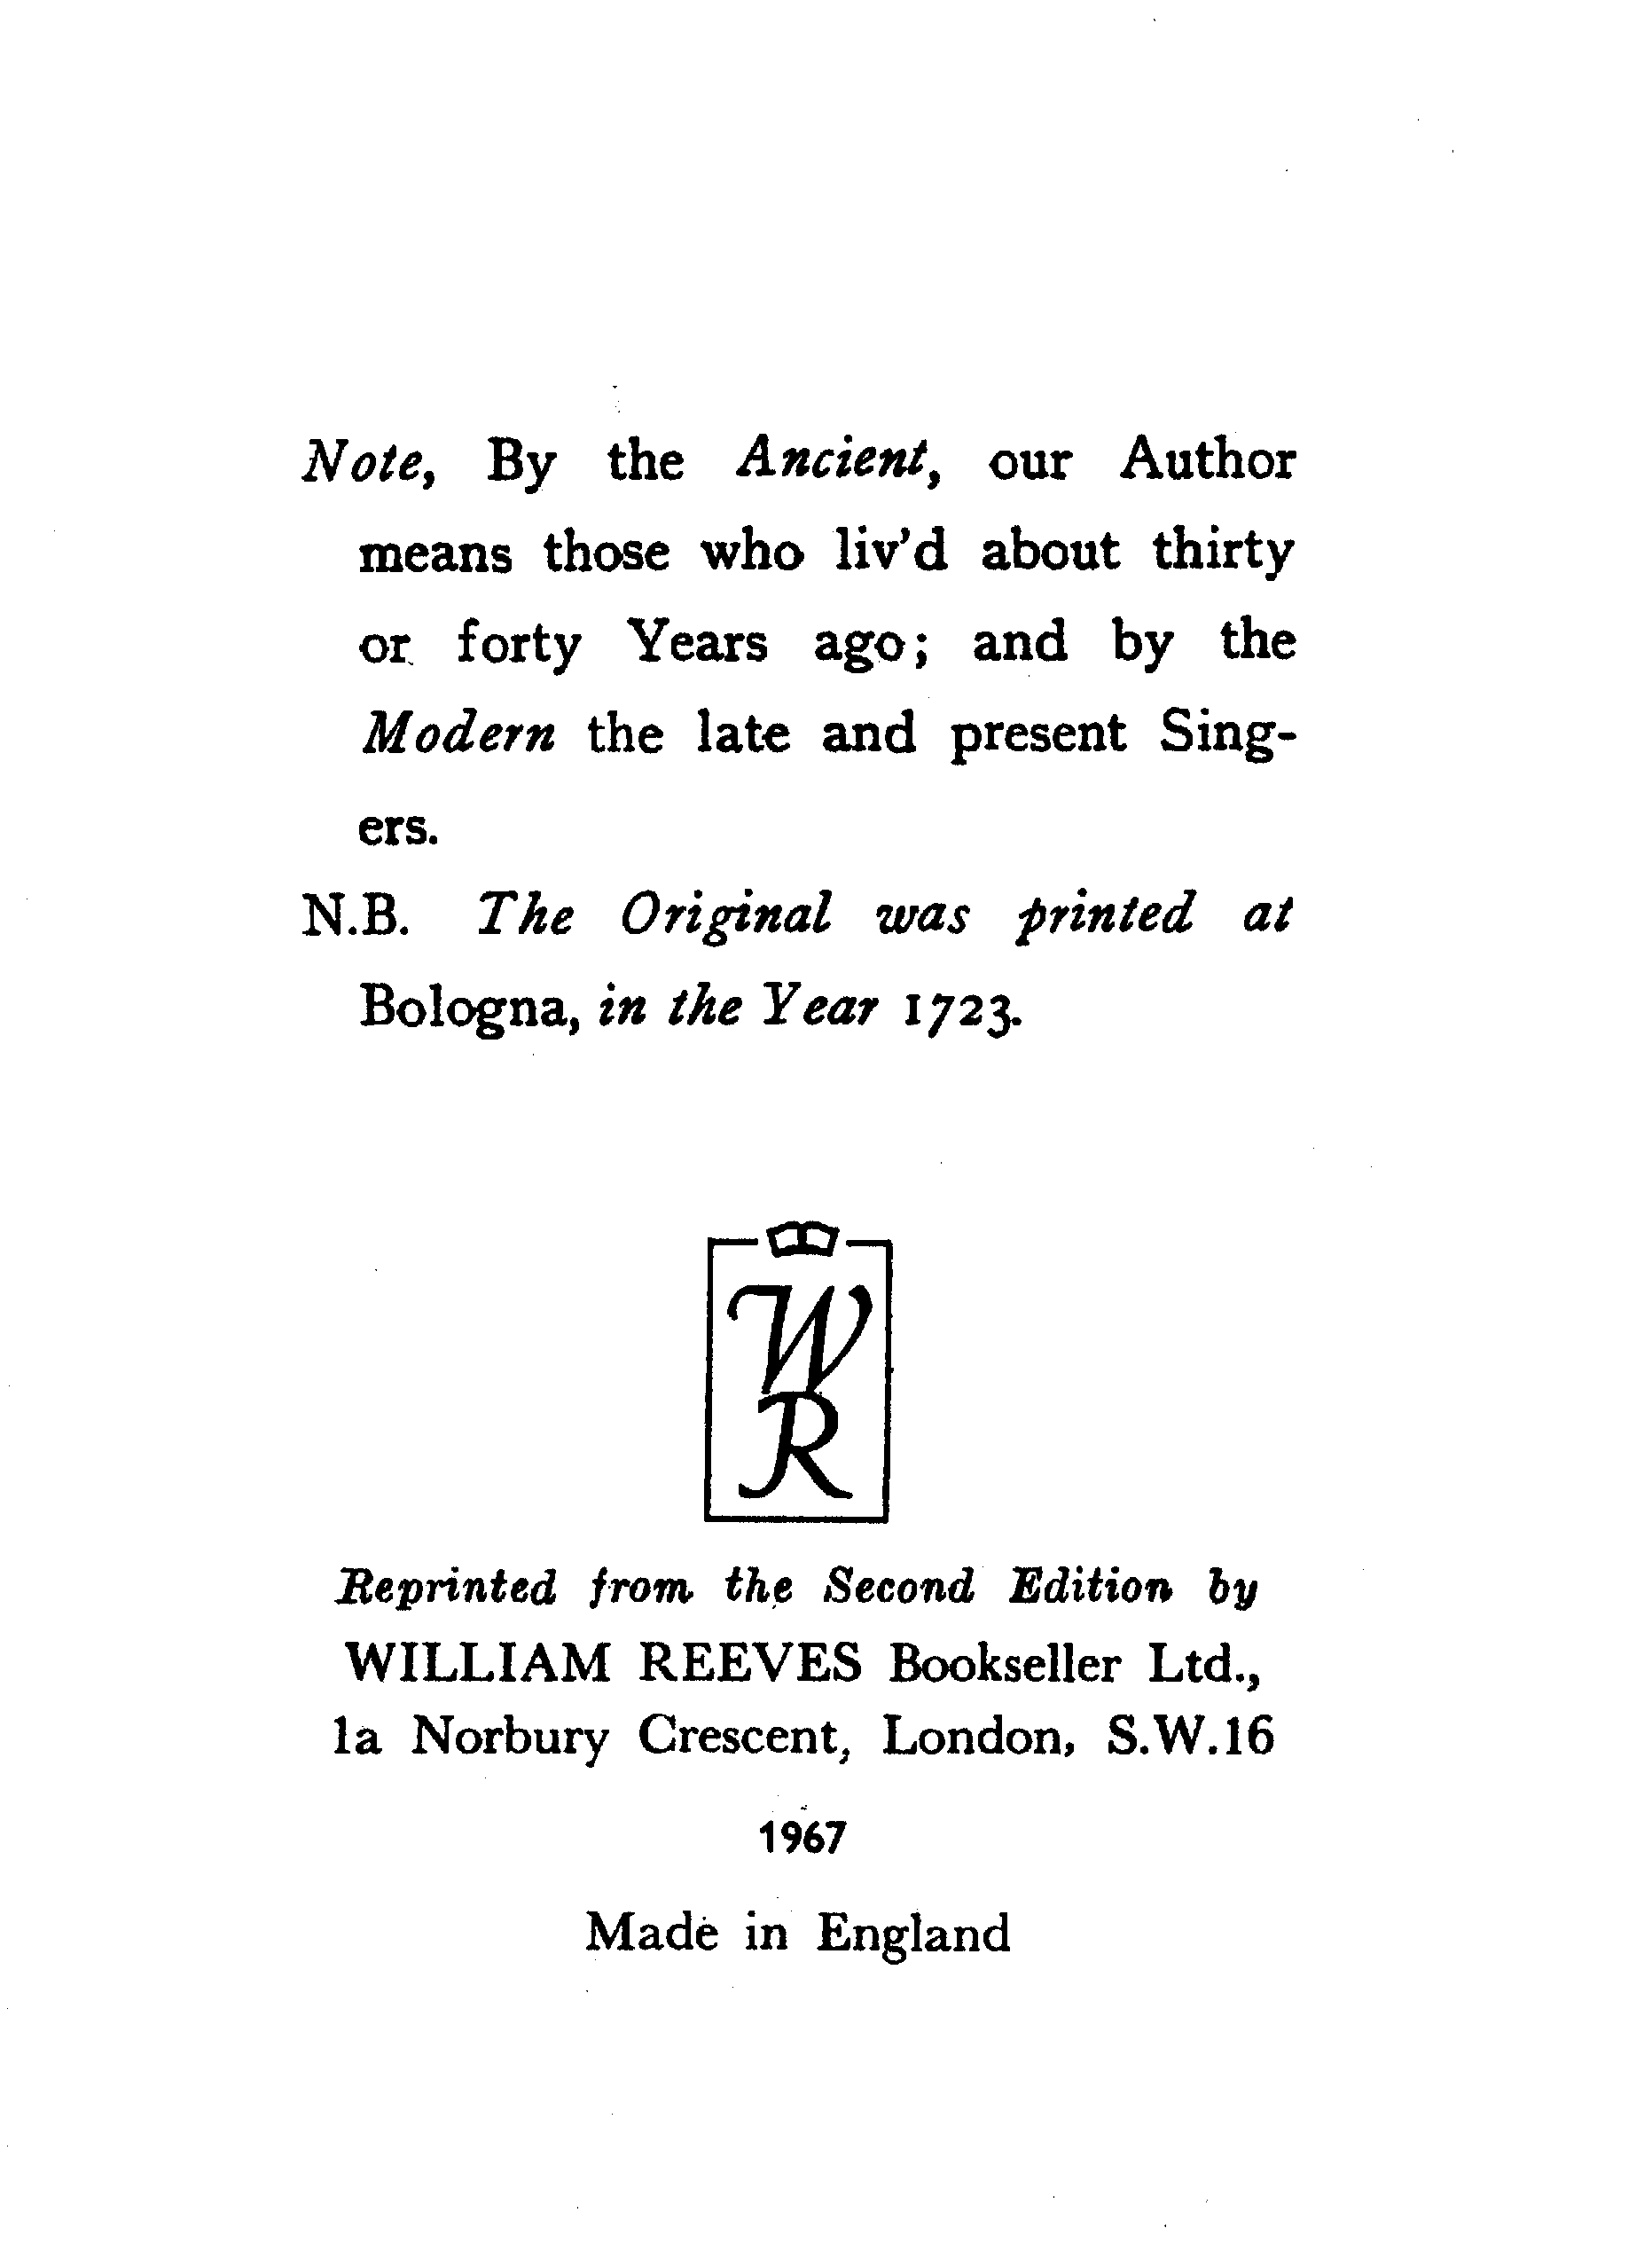 Note, By the Ancient, our Author
means those who liv'd about thirty
or forty Years ago; and by the
Modern the late and present Sing-
ers.
N.B. The Original was printed at
Bologna, in the Year 1723.
W
R
Reprinted from the Second Edition by
WILLIAM REEVES Bookseller Ltd.,
1a Norbury Crescent, London, S.W.16
1967
Made in England